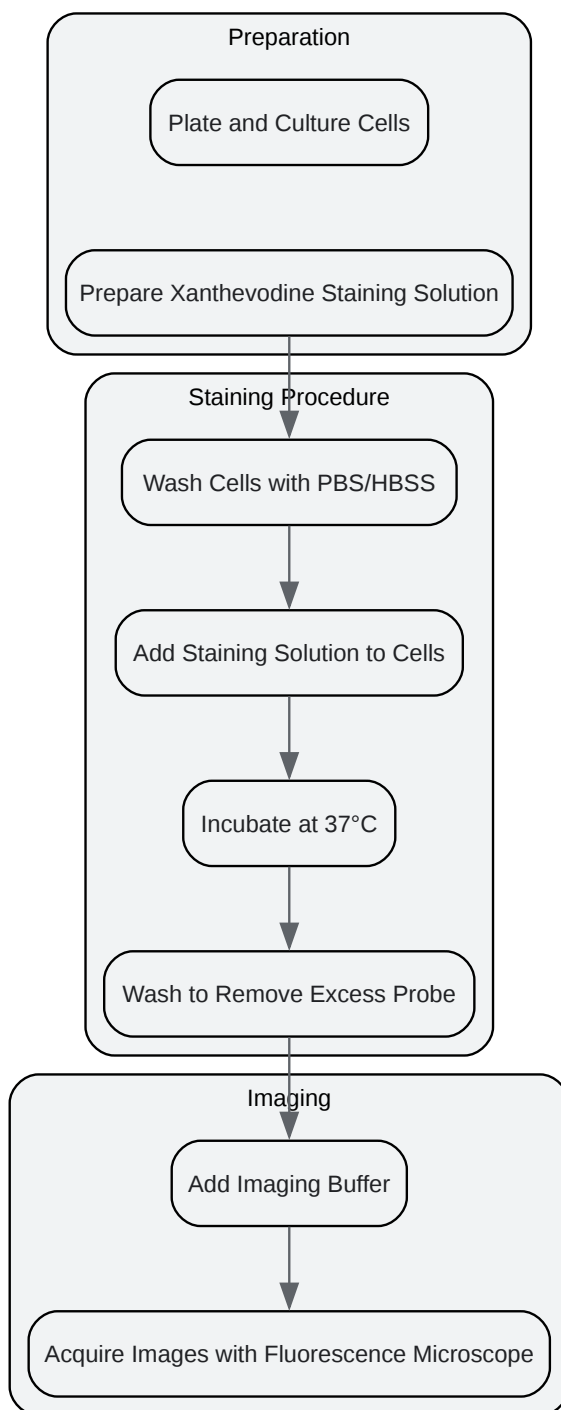 Preparation
Plate and Culture Cells
Prepare Xanthevodine Staining Solution
Staining Procedure
Wash Cells with PBS/HBSS
Add Staining Solution to Cells
Incubate at 37°C
Wash to Remove Excess Probe
Imaging
Add Imaging Buffer
Acquire Images with Fluorescence Microscope